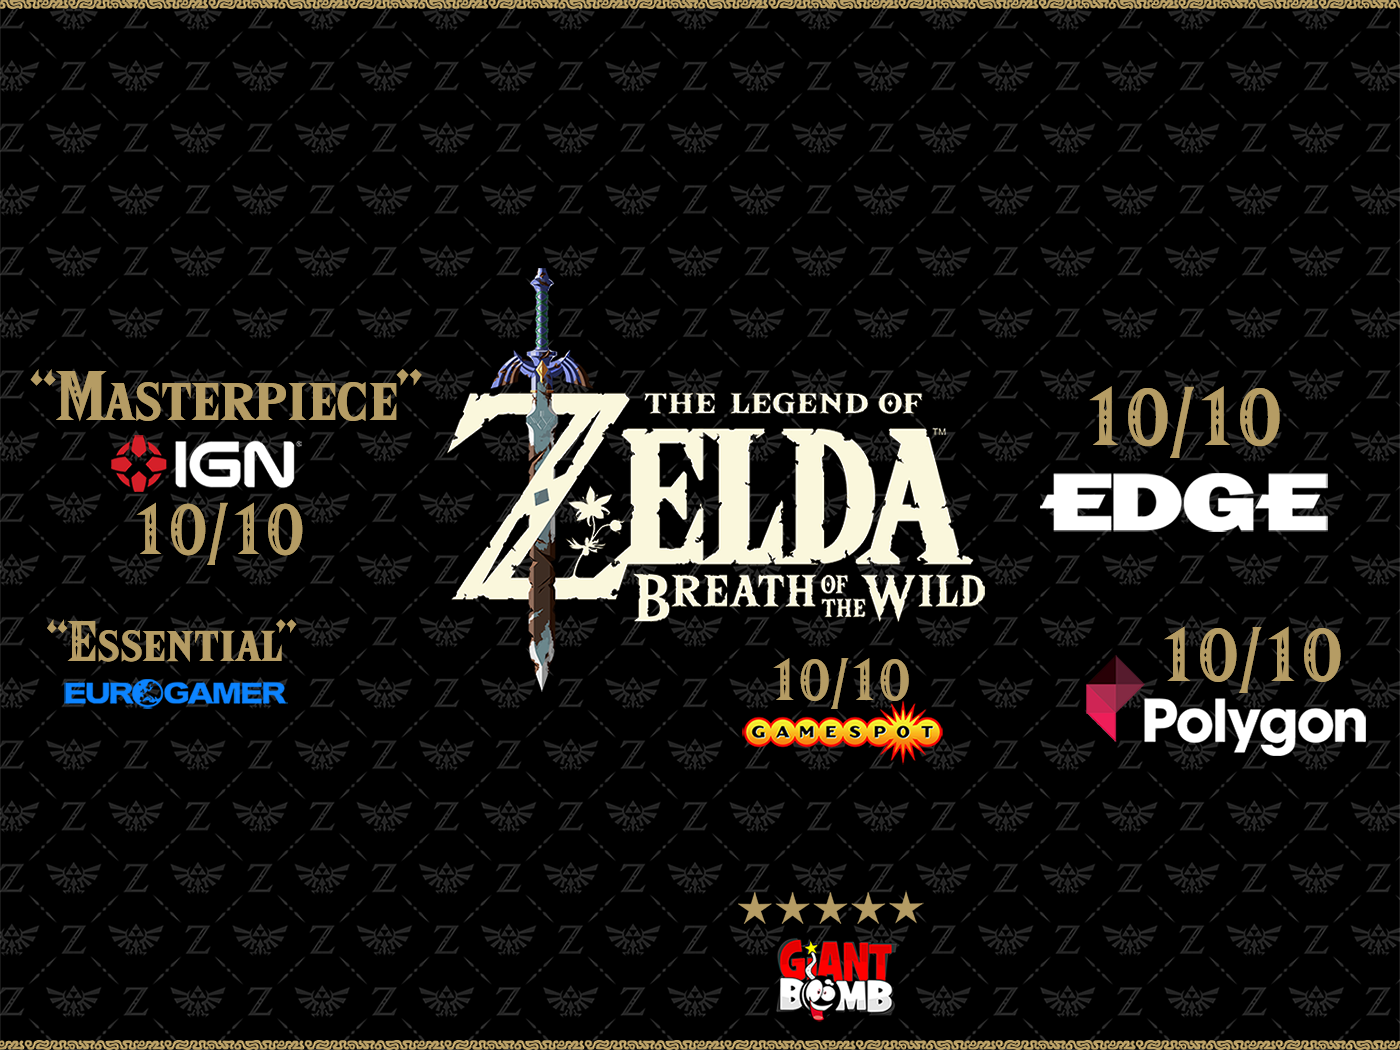 “Masterpiece”
IGN
10/10
“Essential”
EUROGAMER
THE LEGEND OF
ZELDA™
BREATH OF THE WILD
10/10
GAMESPOT
10/10
EDGE
10/10
Polygon
GIANT
BOMB